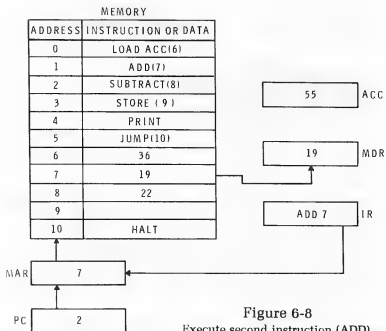 MEMORY
ADDRESS INSTRUCTION OR DATA
0 LOAD ACC(6)
1 ADD(7)
2 SUBTRACT(8)
3 STORE (9)
4 PRINT
5 JUMP(10)
6 36
7 19
8 22
9
10 HALT
55 ACC
19 MDR
ADD 7 IR
MAR 7
PC 2
Figure 6-8
Execute second instruction (ADD)